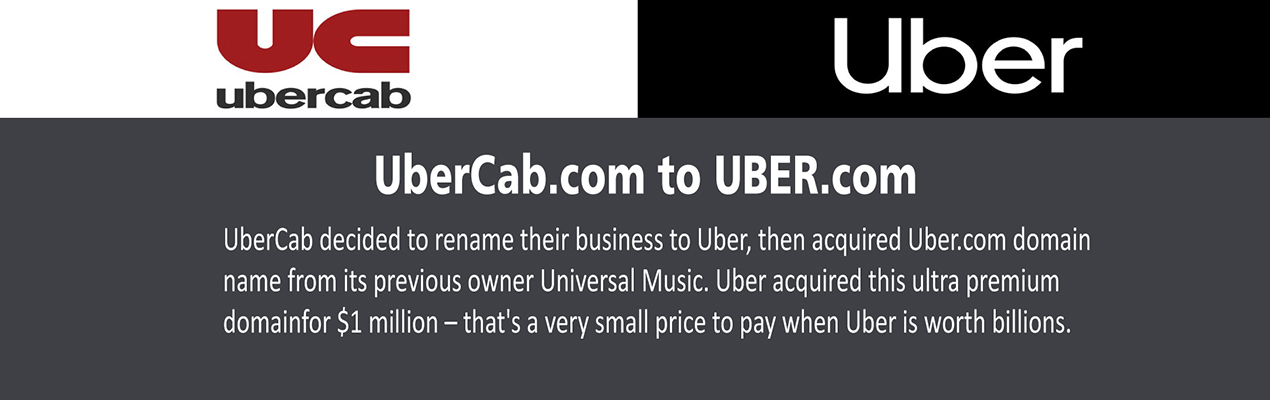 UC
ubercab
Uber
UberCab.com to UBER.com
UberCab decided to rename their business to Uber, then acquired Uber.com domain
name from its previous owner Universal Music. Uber acquired this ultra premium
domainfor $1 million – that's a very small price to pay when Uber is worth billions.